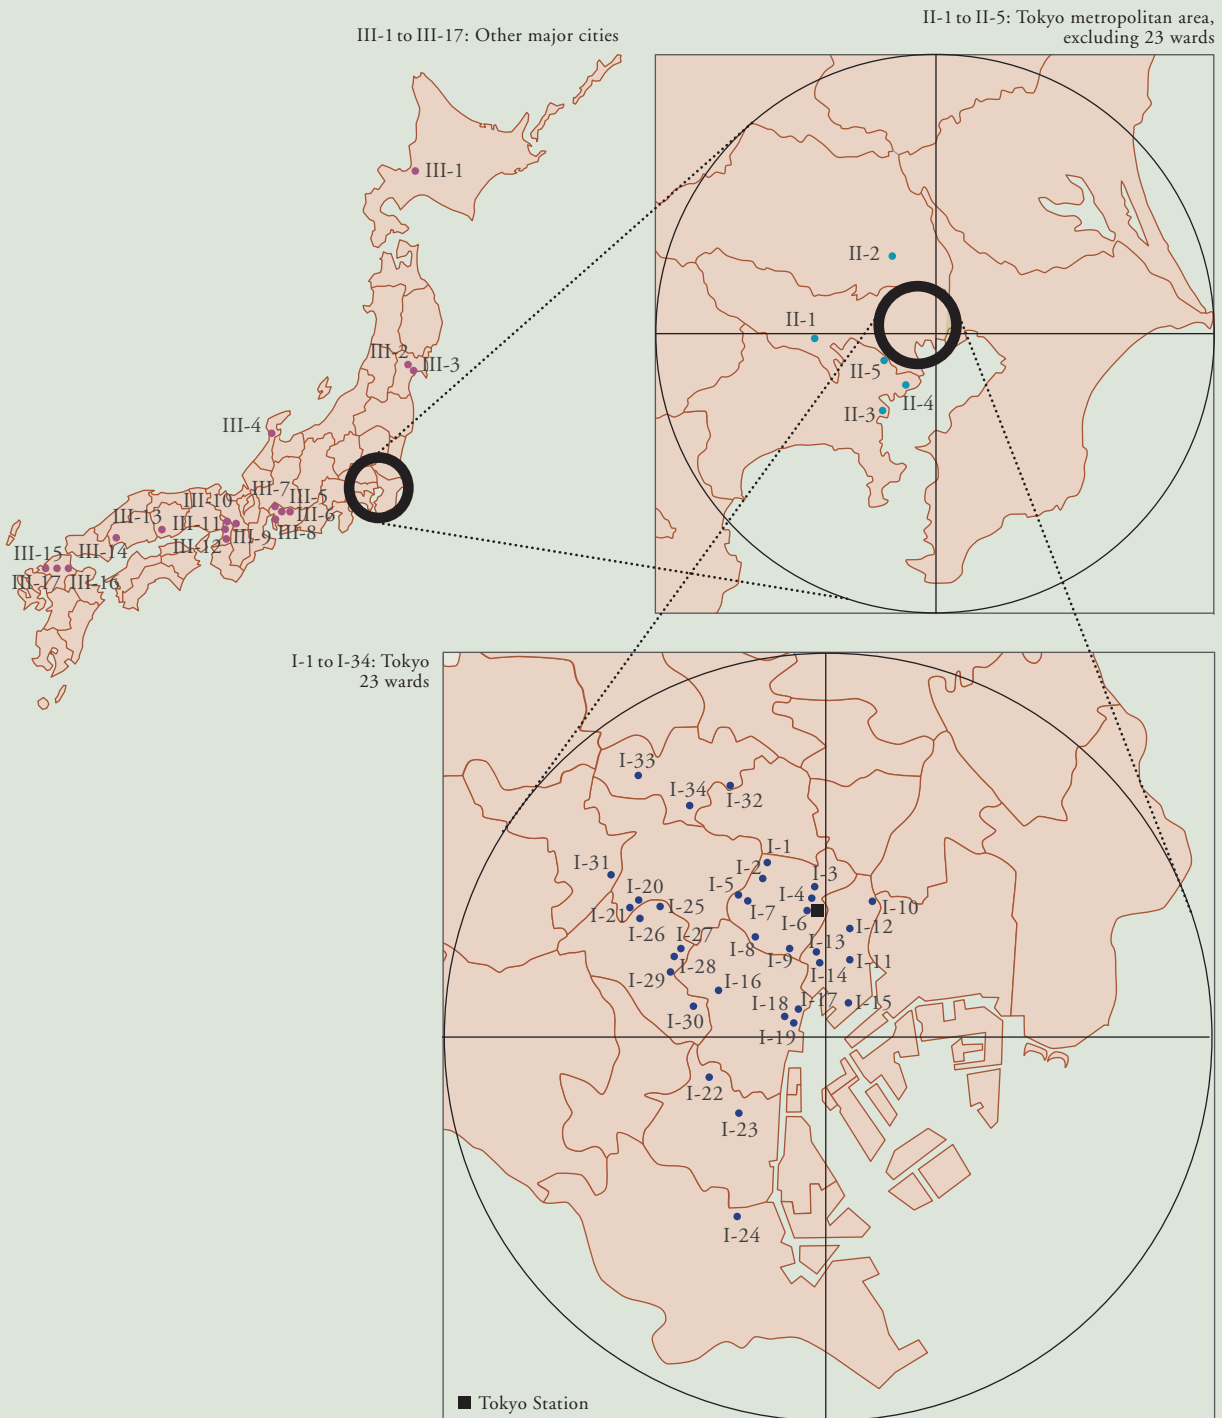 II-1 to II-5: Tokyo metropolitan area,
excluding 23 wards
III-1 to III-17: Other major cities
III-1
II-2
II-1
III-2
III-3
II-5
II-4
II-3
III-4
III-7
III-5
III-10
III-6
III-13
III-11
III-8
III-9
III-12
III-15
III-14
III-17
III-16
I-1 to I-34: Tokyo
23 wards
I-33
I-34
I-32
I-1
I-31
I-2
I-3
I-20
I-5
I-4
I-25
I-10
I-21
I-7
I-6
I-26
I-12
I-27
I-13
I-8
I-9
I-11
I-28
I-14
I-29
I-16
I-18
I-17
I-15
I-30
I-19
I-22
I-23
I-24
Tokyo Station